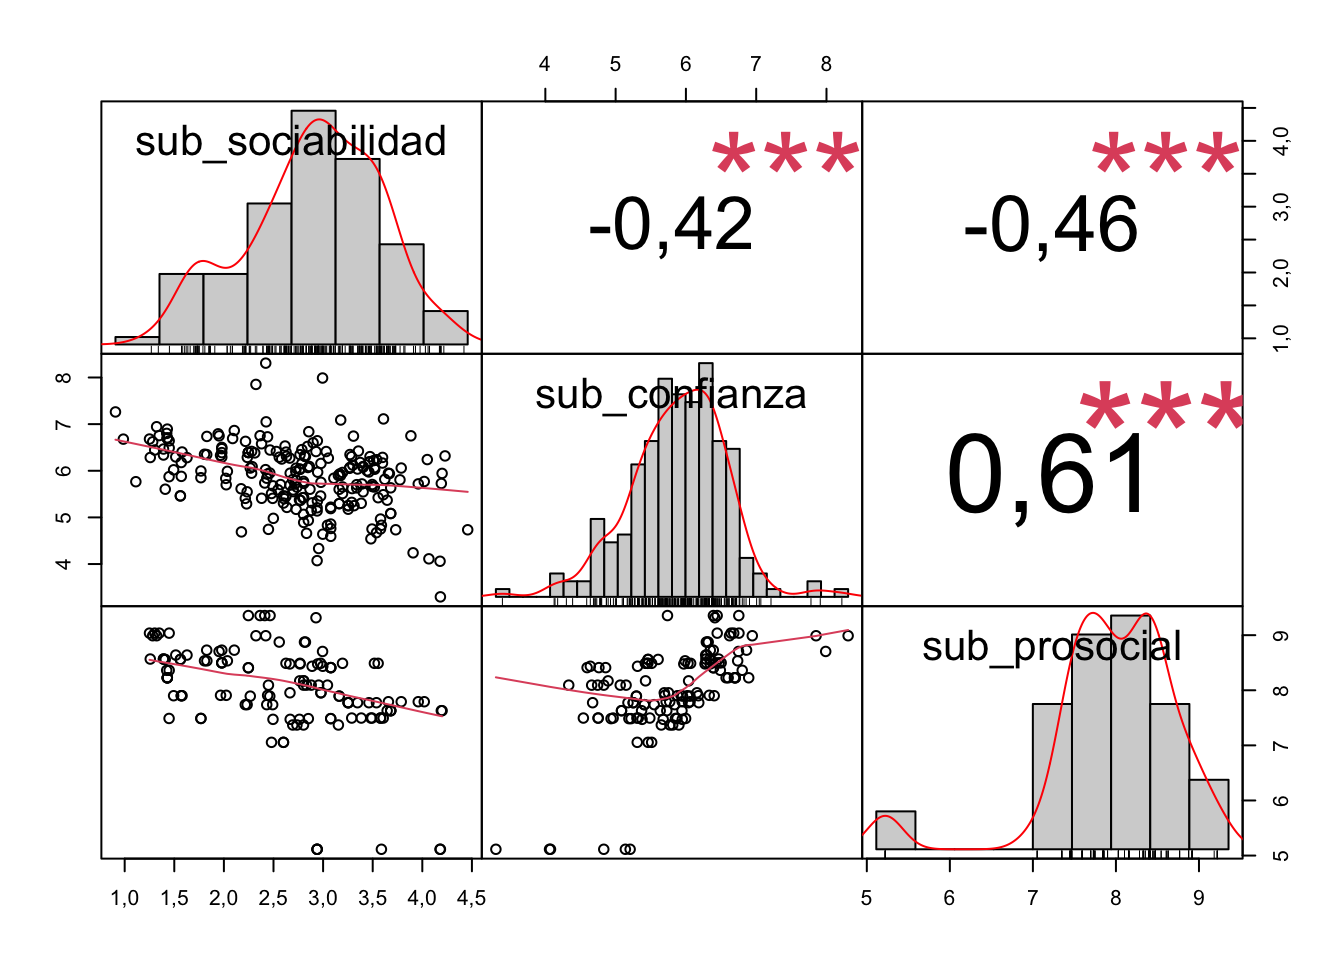 4 5 6 7 8
sub_sociabilidad
***
-0,42
***
-0,46
1,0 2,0 3,0 4,0
4 5 6 7 8
sub_confianza
***
0,61
sub_prosocial
5 6 7 8 9
1,0 1,5 2,0 2,5 3,0 3,5 4,0 4,5
5 6 7 8 9